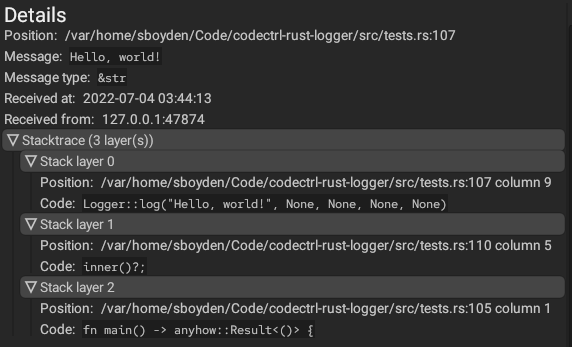 Details
Position: /var/home/sboyden/Code/codectrl-rust-logger/src/tests.rs:107
Message: Hello, world!
Message type: &str
Received at: 2022-07-04 03:44:13
Received from: 127.0.0.1:47874
Stacktrace (3 layer(s))
Stack layer 0
Position: /var/home/sboyden/Code/codectrl-rust-logger/src/tests.rs:107 column 9
Code: Logger::log("Hello, world!", None, None, None, None)
Stack layer 1
Position: /var/home/sboyden/Code/codectrl-rust-logger/src/tests.rs:110 column 5
Code: inner()?;
Stack layer 2
Position: /var/home/sboyden/Code/codectrl-rust-logger/src/tests.rs:105 column 1
Code: fn main() -> anyhow::Result<()> {